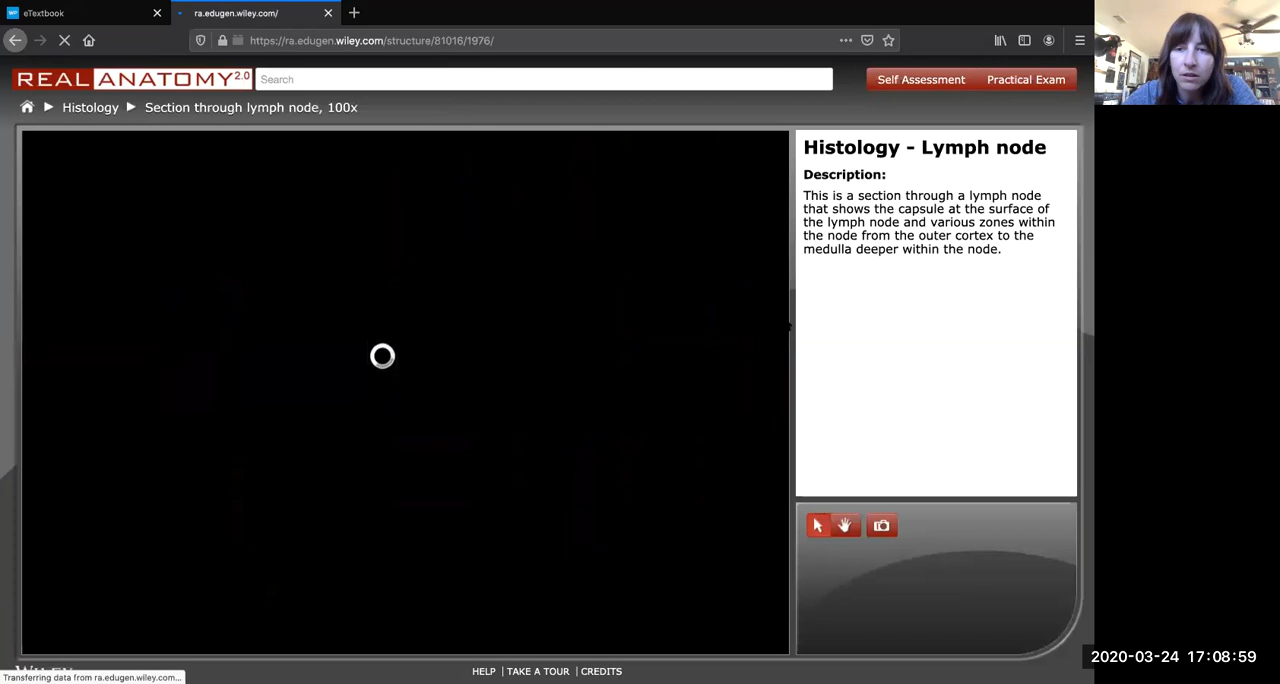 WP eTextbook
ra.edugen.wiley.com/
https://ra.edugen.wiley.com/structure/81016/1976/
REAL ANATOMY 2.0
Search
Self Assessment
Practical Exam
Histology ▶ Section through lymph node, 100x
Histology - Lymph node
Description:
This is a section through a lymph node
that shows the capsule at the surface of
the lymph node and various zones within
the node from the outer cortex to the
medulla deeper within the node.
HELP | TAKE A TOUR | CREDITS
Transferring data from ra.edugen.wiley.com...
2020-03-24 17:08:59